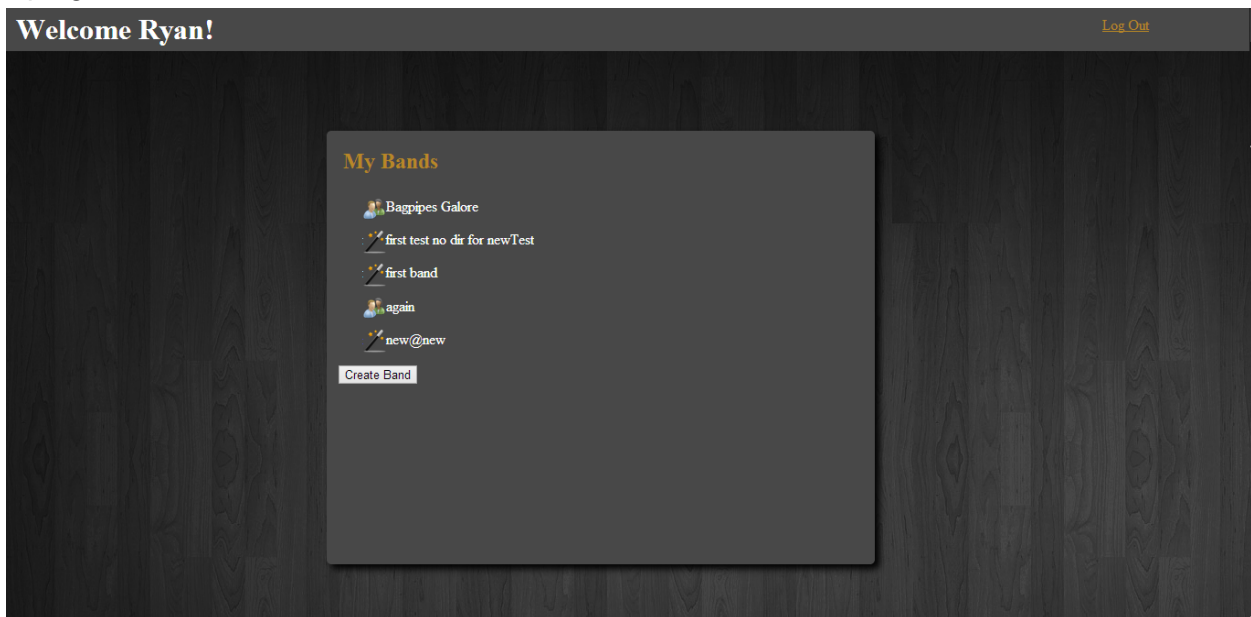 Welcome Ryan!
Log Out
My Bands
Bagpipes Galore
first test no dir for newTest
first band
again
new@new
Create Band